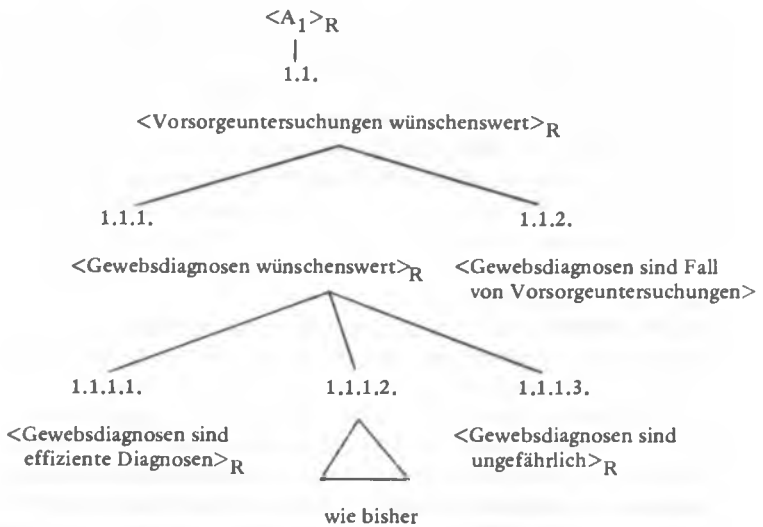 <A1>R
1.1.
<Vorsorgeuntersuchungen wünschenswert>R
1.1.1. 1.1.2.
<Gewebsdiagnosen wünschenswert>R <Gewebsdiagnosen sind Fall
von Vorsorgeuntersuchungen>
1.1.1.1. 1.1.1.2. 1.1.1.3.
<Gewebsdiagnosen sind <Gewebsdiagnosen sind
effiziente Diagnosen>R ungefährlich>R
wie bisher